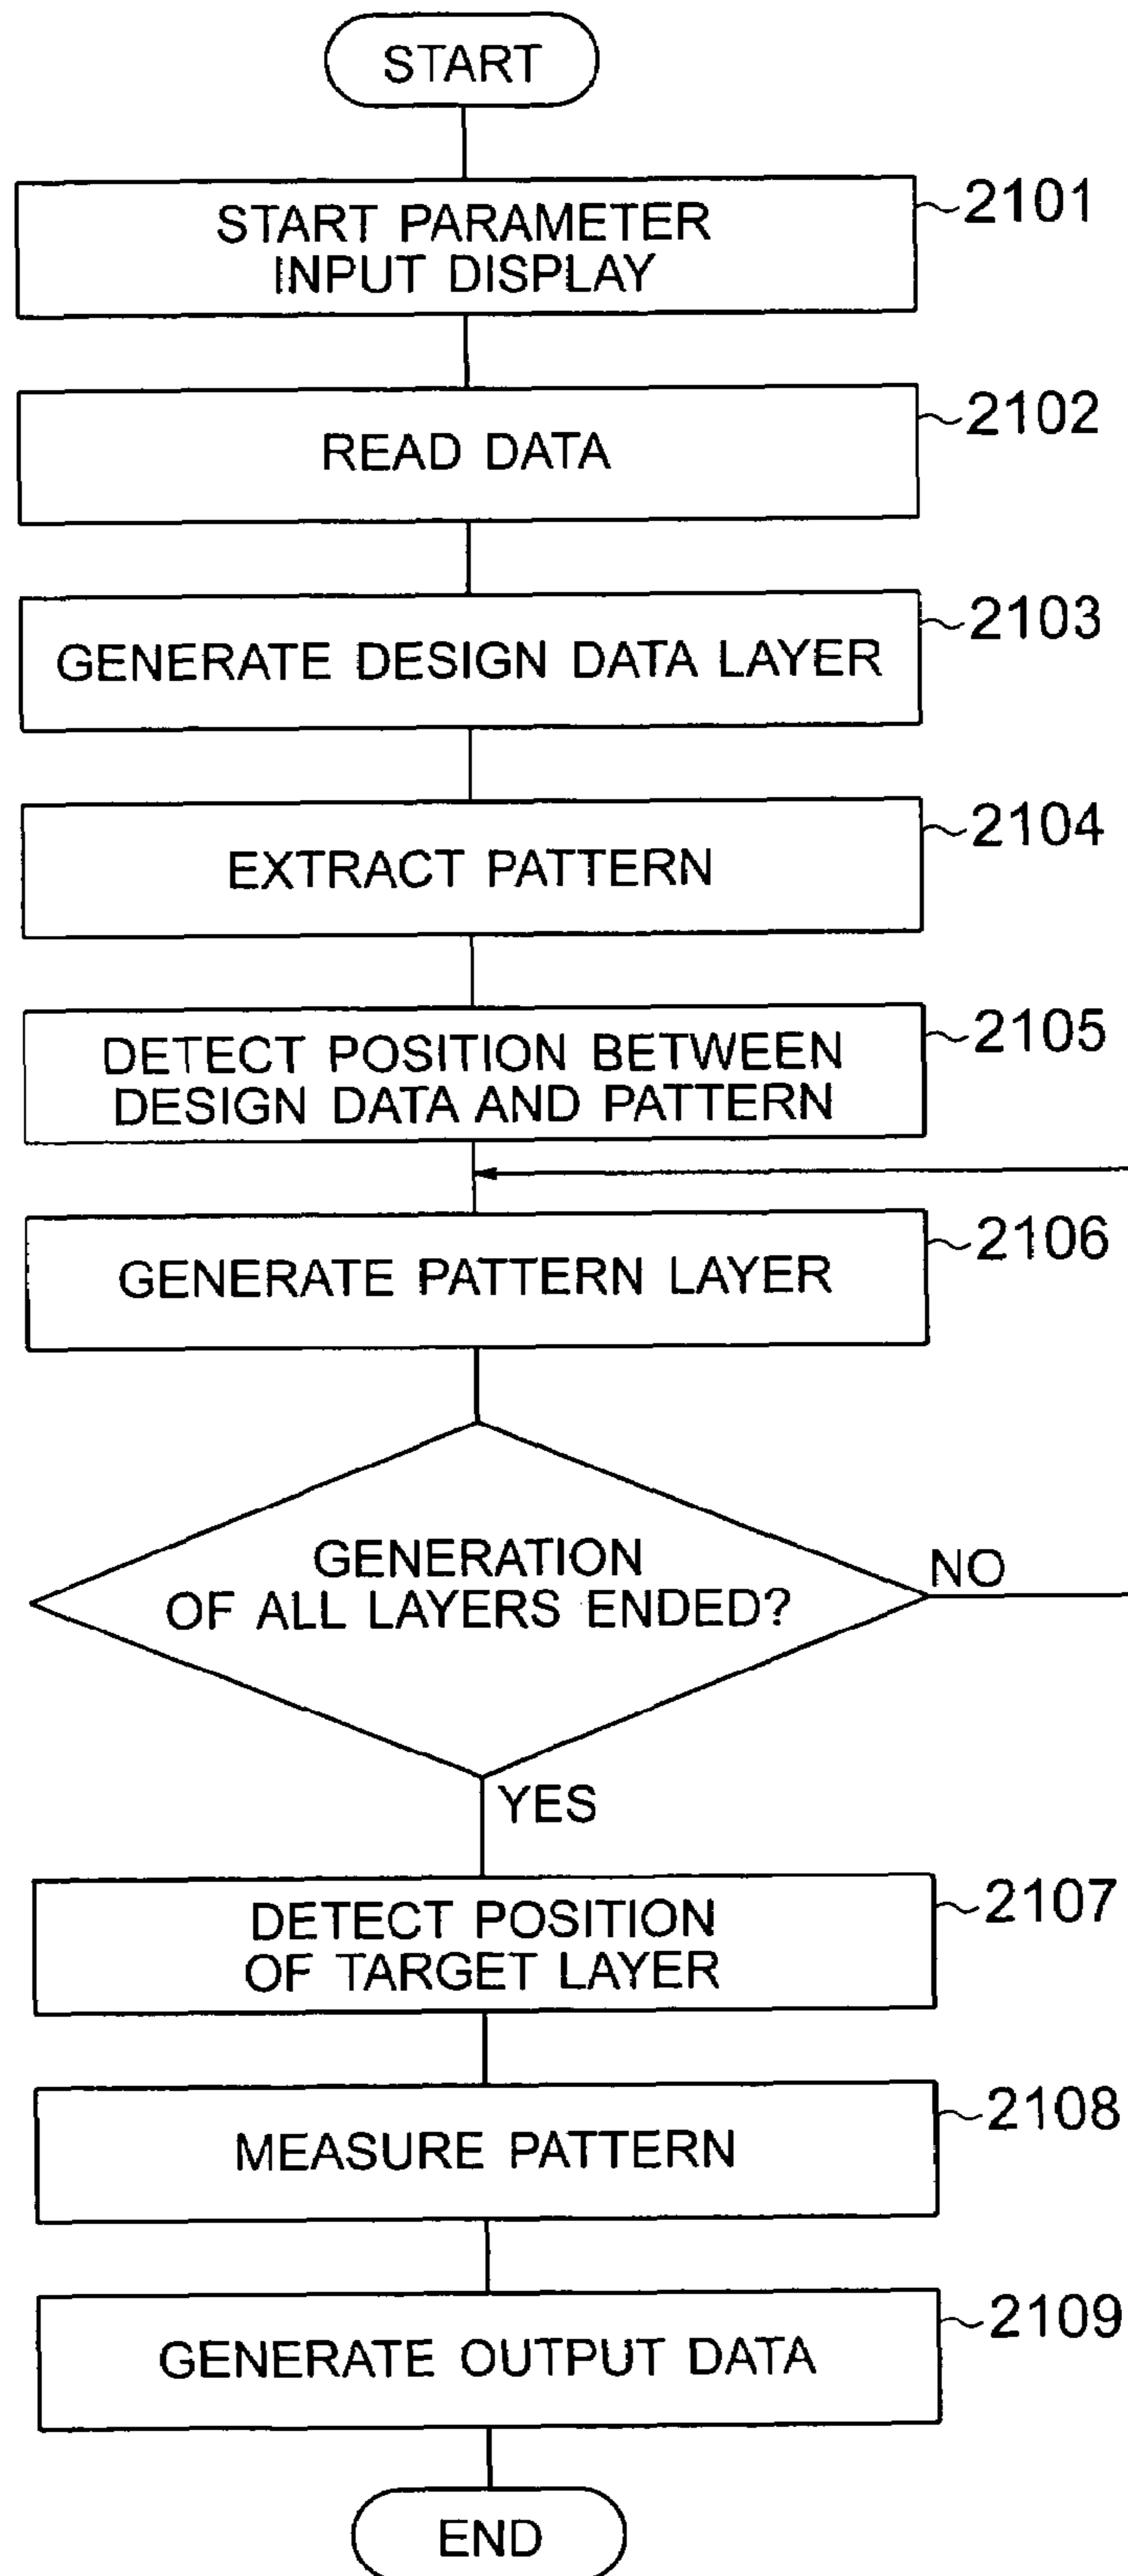 START
START PARAMETER
INPUT DISPLAY
2101
READ DATA
2102
GENERATE DESIGN DATA LAYER
2103
EXTRACT PATTERN
2104
DETECT POSITION BETWEEN
DESIGN DATA AND PATTERN
2105
GENERATE PATTERN LAYER
2106
GENERATION
OF ALL LAYERS ENDED?
NO
YES
DETECT POSITION
OF TARGET LAYER
2107
MEASURE PATTERN
2108
GENERATE OUTPUT DATA
2109
END